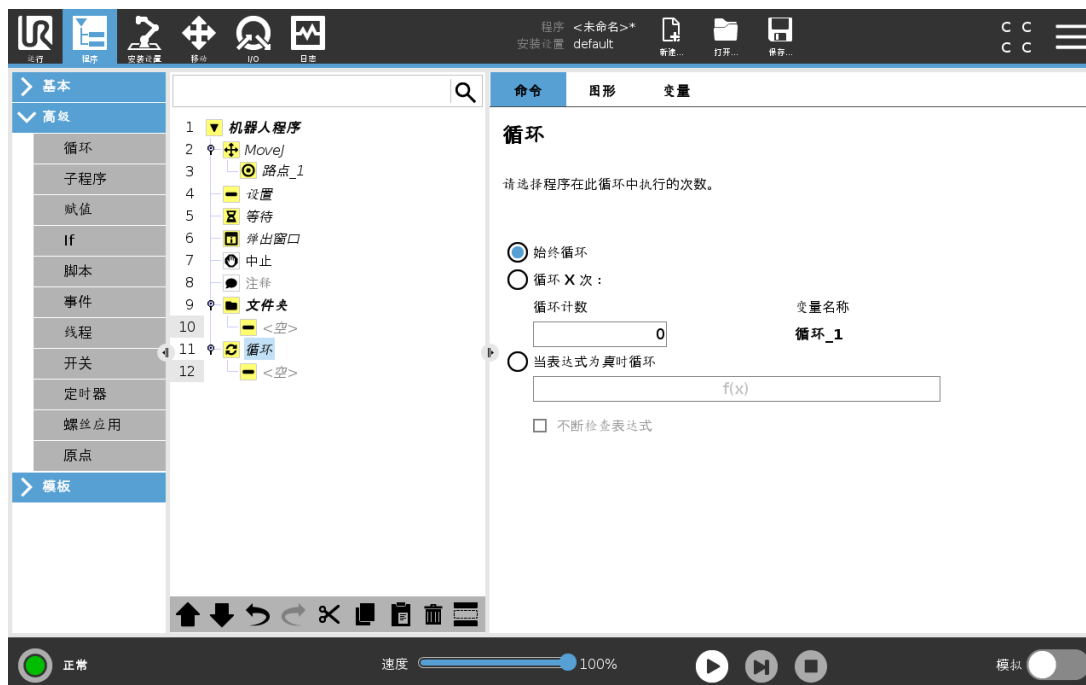 程序 <未命名>*
安装设置 default
运行 程序 安装设置 移动 I/O 日志 新建... 打开... 保存...
C C
C C
基本
高级
循环
子程序
赋值
If
脚本
事件
线程
开关
定时器
螺丝应用
原点
模板
1 机器人程序
2 MoveJ
3 路点_1
4 设置
5 等待
6 弹出窗口
7 中止
8 注释
9 文件夹
10 <空>
11 循环
12 <空>
命令 图形 变量
循环
请选择程序在此循环中执行的次数。
始终循环
循环 X 次：
循环计数 变量名称
0 循环_1
当表达式为真时循环
f(x)
不断检查表达式
正常 速度 100% 模拟